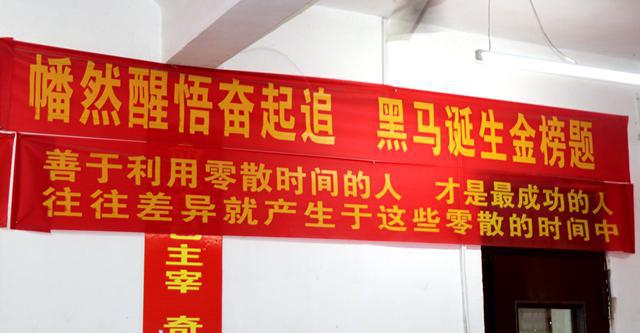 幡然醒悟奋起追 黑马诞生金榜题
善于利用零散时间的人 才是最成功的人
往往差异就产生于这些零散的时间中
主宰 奇